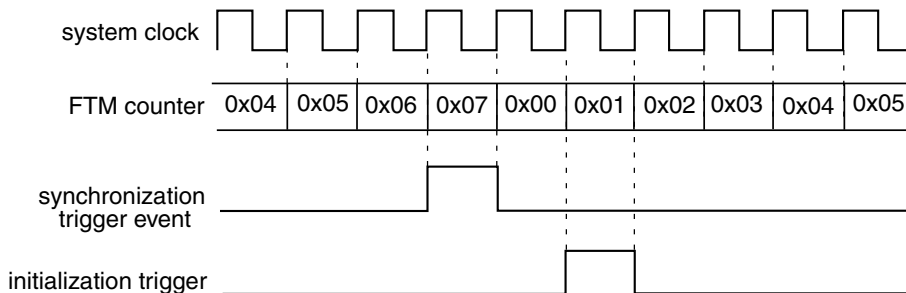 system clock
FTM counter 0x04 0x05 0x06 0x07 0x00 0x01 0x02 0x03 0x04 0x05
synchronization
trigger event
initialization trigger